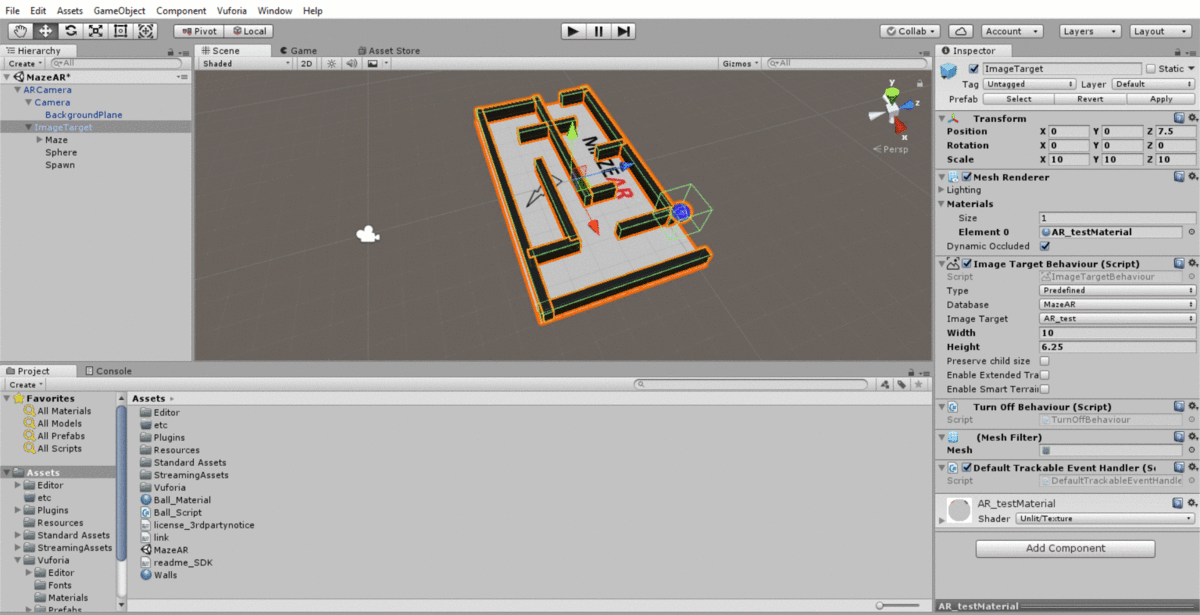 File Edit Assets GameObject Component Vuforia Window Help
Pivot Local Collab Account Layers Layout
Hierarchy
Create All
MazeAR*
ARCamera
Camera
BackgroundPlane
ImageTarget
Maze
Sphere
Spawn
Scene Game Asset Store
Shaded 2D Gizmos All
y
z
x
Persp
MAZE
AR
Inspector
ImageTarget Static
Tag Untagged Layer Default
Prefab Select Revert Apply
Transform
Position X 0 Y 0 Z 7.5
Rotation X 0 Y 0 Z 0
Scale X 10 Y 10 Z 10
Mesh Renderer
Lighting
Materials
Size 1
Element 0 AR_testMaterial
Dynamic Occluded
Image Target Behaviour (Script)
Script ImageTargetBehaviour
Type Predefined
Database MazeAR
Image Target AR_test
Width 10
Height 6.25
Preserve child size
Enable Extended Tra
Enable Smart Terrai
Turn Off Behaviour (Script)
Script TurnOffBehaviour
(Mesh Filter)
Mesh
Default Trackable Event Handler (Sc
Script DefaultTrackableEventHandle
AR_testMaterial
Shader Unlit/Texture
Add Component
AR_testMaterial
Project Console
Create
Favorites
All Materials
All Models
All Prefabs
All Scripts
Assets
Editor
etc
Plugins
Resources
Standard Assets
StreamingAssets
Vuforia
Editor
Fonts
Materials
Prefabs
Assets
Editor
etc
Plugins
Resources
Standard Assets
StreamingAssets
Vuforia
Ball_Material
Ball_Script
license_3rdpartynotice
link
MazeAR
readme_SDK
Walls